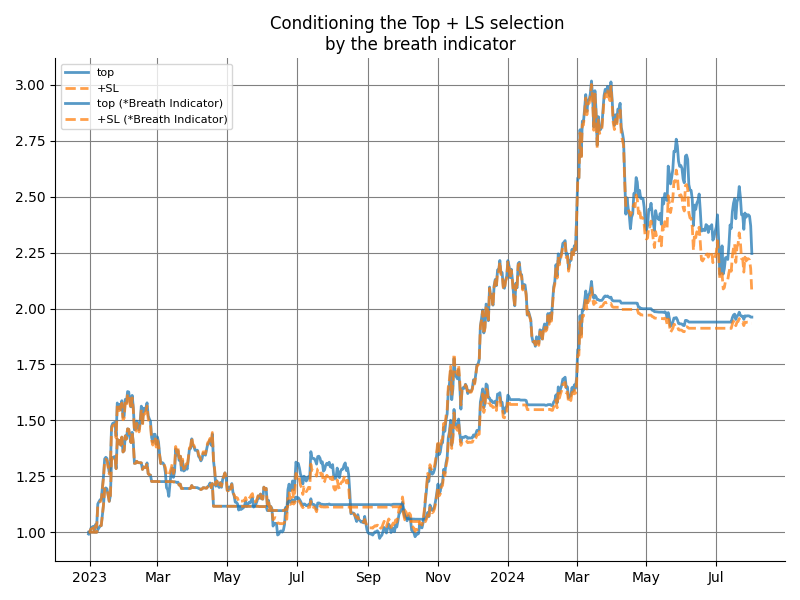 Conditioning the Top + LS selection
by the breath indicator
top
+SL
top (*Breath Indicator)
+SL (*Breath Indicator)
3.00
2.75
2.50
2.25
2.00
1.75
1.50
1.25
1.00
2023 Mar May Jul Sep Nov 2024 Mar May Jul